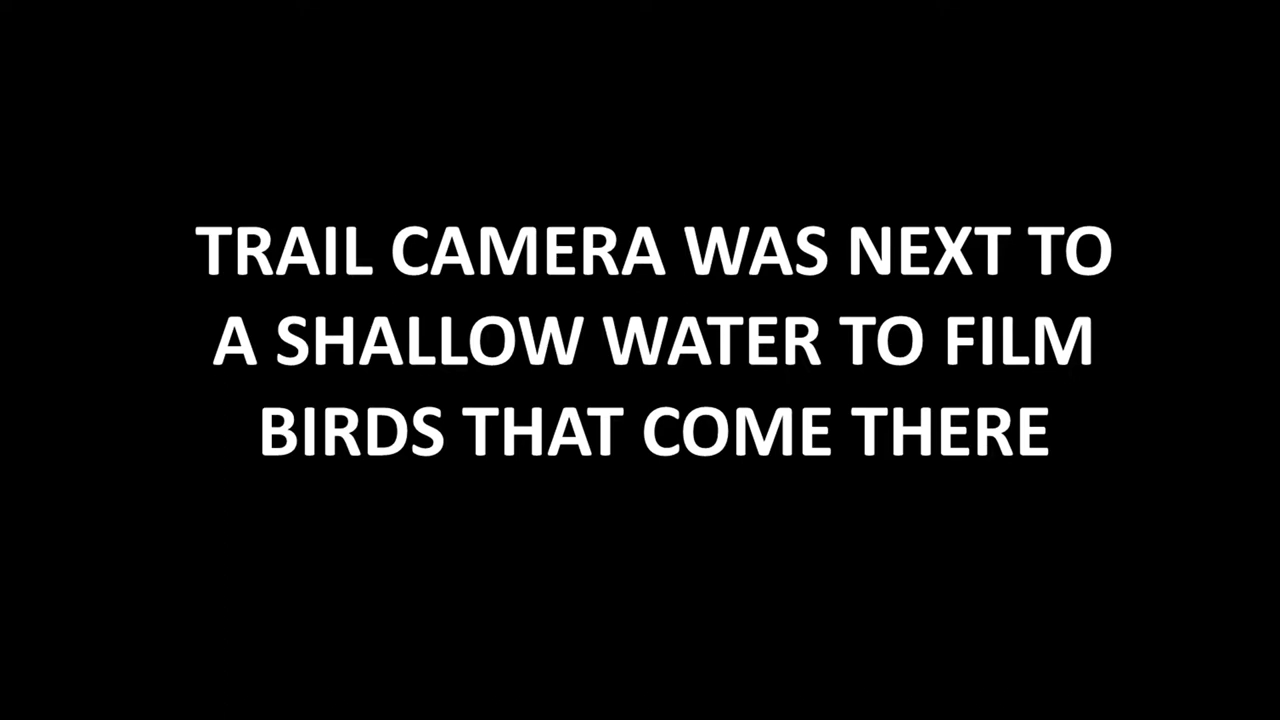 TRAIL CAMERA WAS NEXT TO
A SHALLOW WATER TO FILM
BIRDS THAT COME THERE